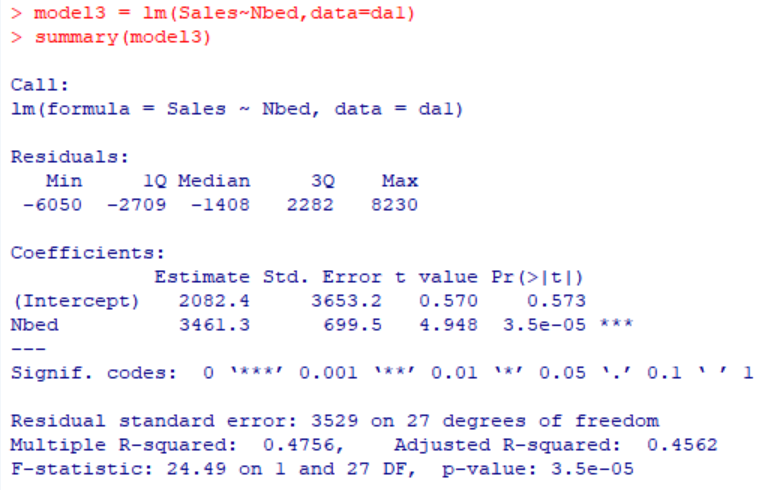 > model3 = lm(Sales~Nbed,data=da1)
> summary(model3)
Call:
lm(formula = Sales ~ Nbed, data = da1)
Residuals:
Min 1Q Median 3Q Max
-6050 -2709 -1408 2282 8230
Coefficients:
Estimate Std. Error t value Pr(>|t|)
(Intercept) 2082.4 3653.2 0.570 0.573
Nbed 3461.3 699.5 4.948 3.5e-05 ***
---
Signif. codes: 0 ‘***’ 0.001 ‘**’ 0.01 ‘*’ 0.05 ‘.’ 0.1 ‘ ’ 1
Residual standard error: 3529 on 27 degrees of freedom
Multiple R-squared: 0.4756, Adjusted R-squared: 0.4562
F-statistic: 24.49 on 1 and 27 DF, p-value: 3.5e-05